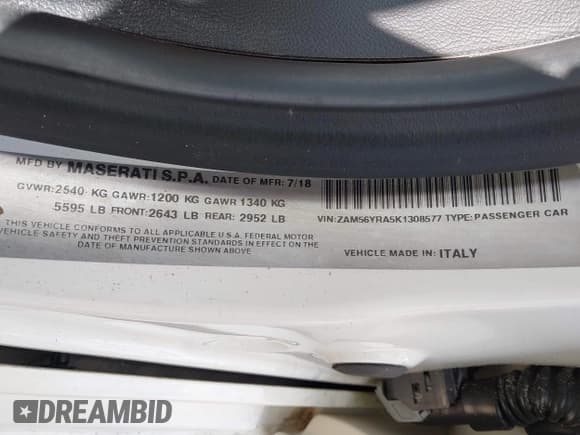 MFD BY MASERATI S.P.A. DATE OF MFR: 7/18
GVWR:2540 KG GAWR:1200 KG GAWR 1340 KG
5595 LB FRONT:2643 LB REAR: 2952 LB
THIS VEHICLE CONFORMS TO ALL APPLICABLE U.S.A. FEDERAL MOTOR
VEHICLE SAFETY AND THEFT PREVENTION STANDARDS IN EFFECT ON THE
DATE OF MANUFACTURE SHOWN ABOVE
VIN:ZAM56YRA5K1308577 TYPE: PASSENGER CAR
VEHICLE MADE IN: ITALY
DREAMBID